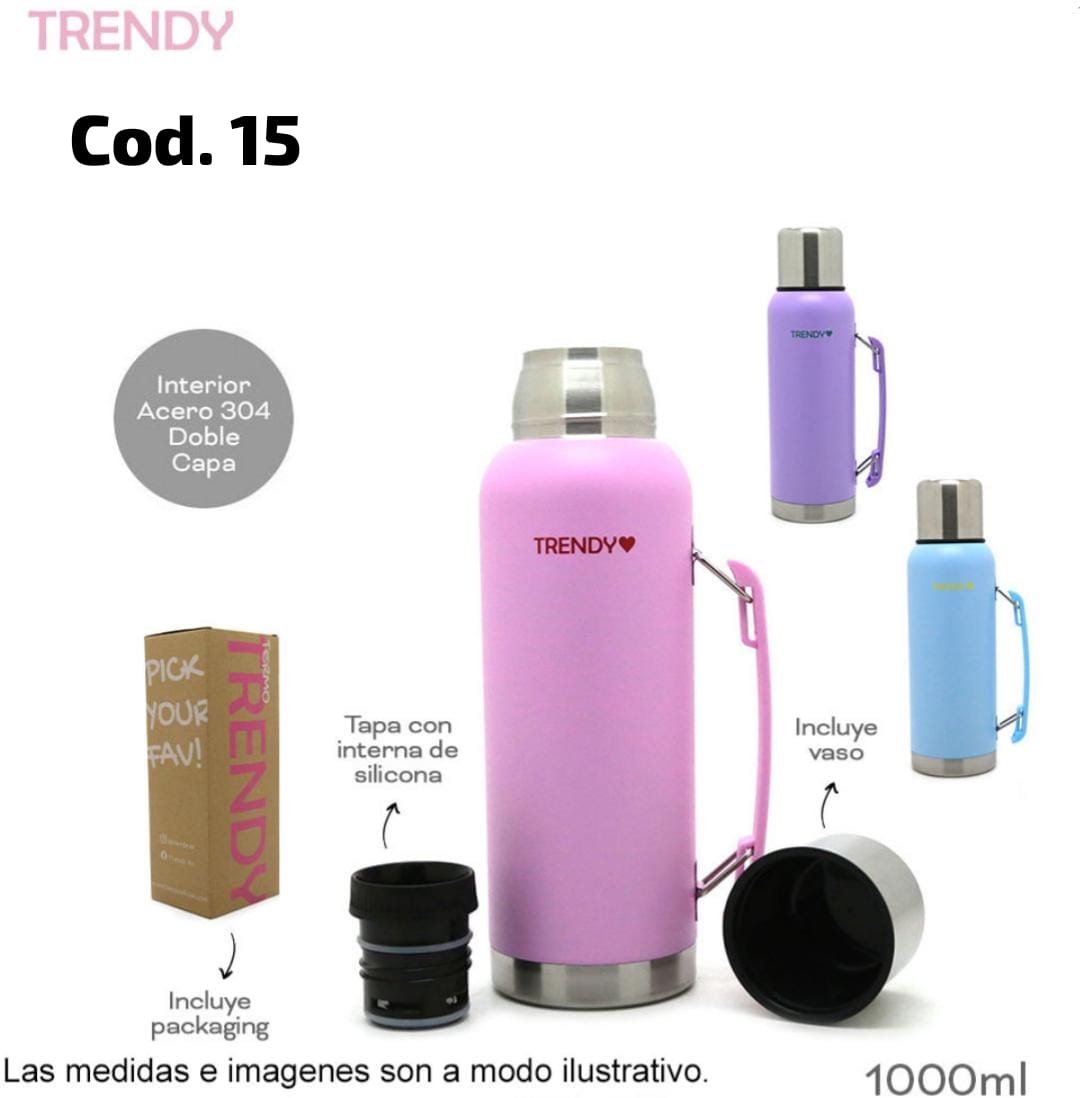 TRENDY
Cod. 15
Interior
Acero 304
Doble
Capa
TRENDY♥
TRENDY♥
PICK
YOUR
FAV!
TERMO
TRENDY
Tapa con
interna de
silicona
Incluye
vaso
Incluye
packaging
Las medidas e imagenes son a modo ilustrativo.
1000ml